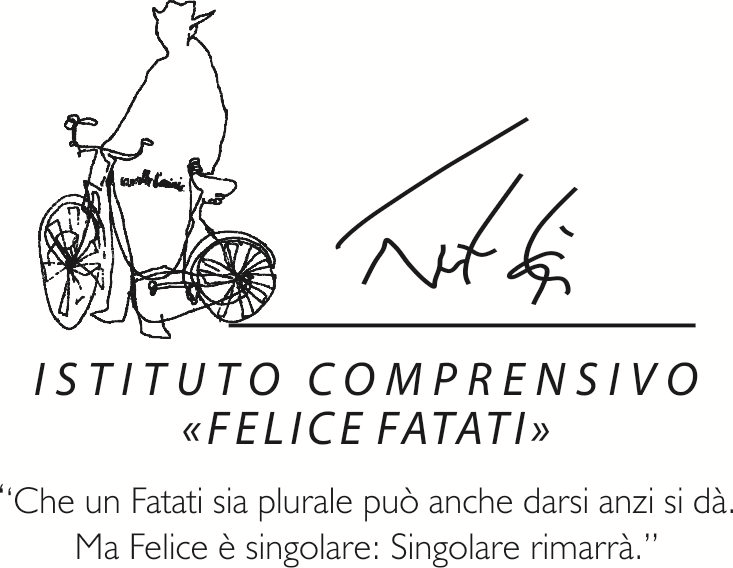 ISTITUTO COMPRENSIVO
«FELICE FATATI»
“Che un Fatati sia plurale può anche darsi anzi si dà.
Ma Felice è singolare: Singolare rimarrà.”